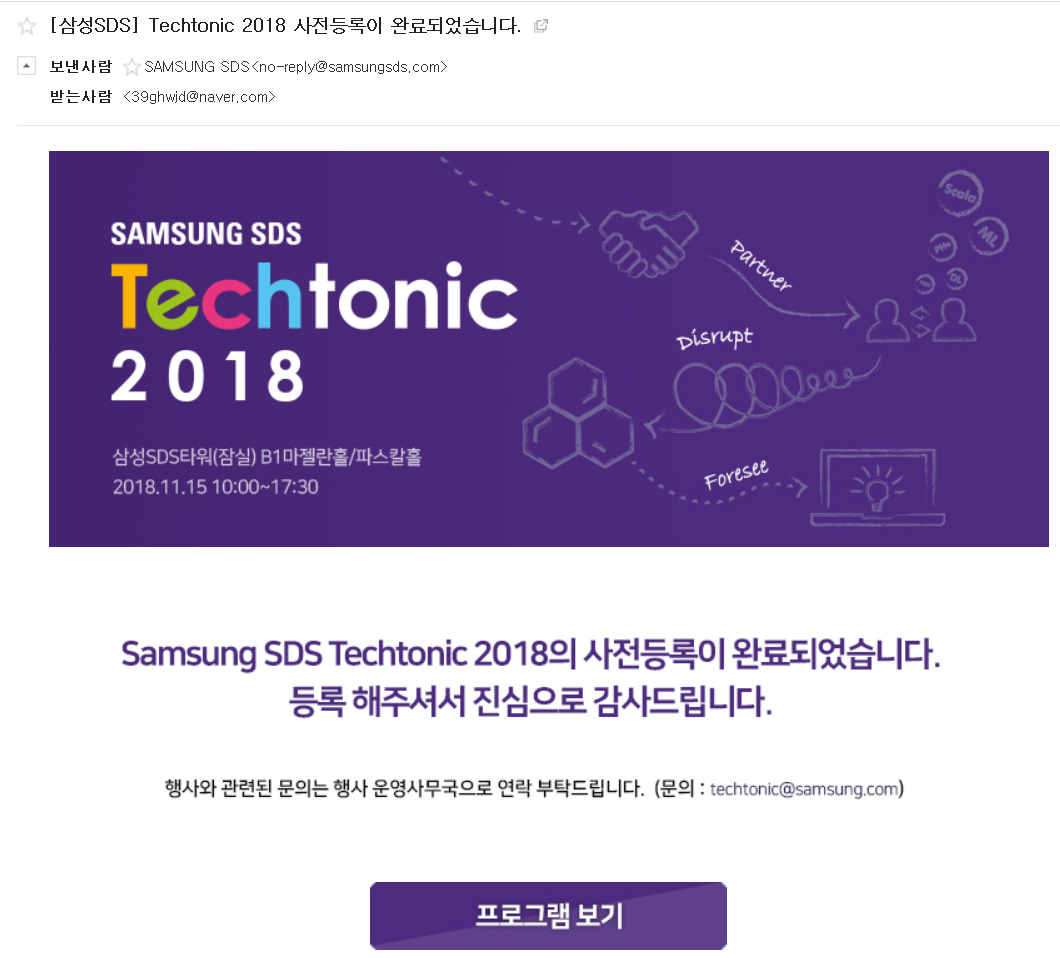 [삼성SDS] Techtonic 2018 사전등록이 완료되었습니다.
보낸사람 SAMSUNG SDS<no-reply@samsungsds.com>
받는사람 <39ghwjd@naver.com>
SAMSUNG SDS
Techtonic
2018
삼성SDS타워(잠실) B1마젤란홀/파스칼홀
2018.11.15 10:00~17:30
Scala
ML
Partner
DL
Disrupt
Foresee
Samsung SDS Techtonic 2018의 사전등록이 완료되었습니다.
등록 해주셔서 진심으로 감사드립니다.
행사와 관련된 문의는 행사 운영사무국으로 연락 부탁드립니다. (문의 : techtonic@samsung.com)
프로그램 보기